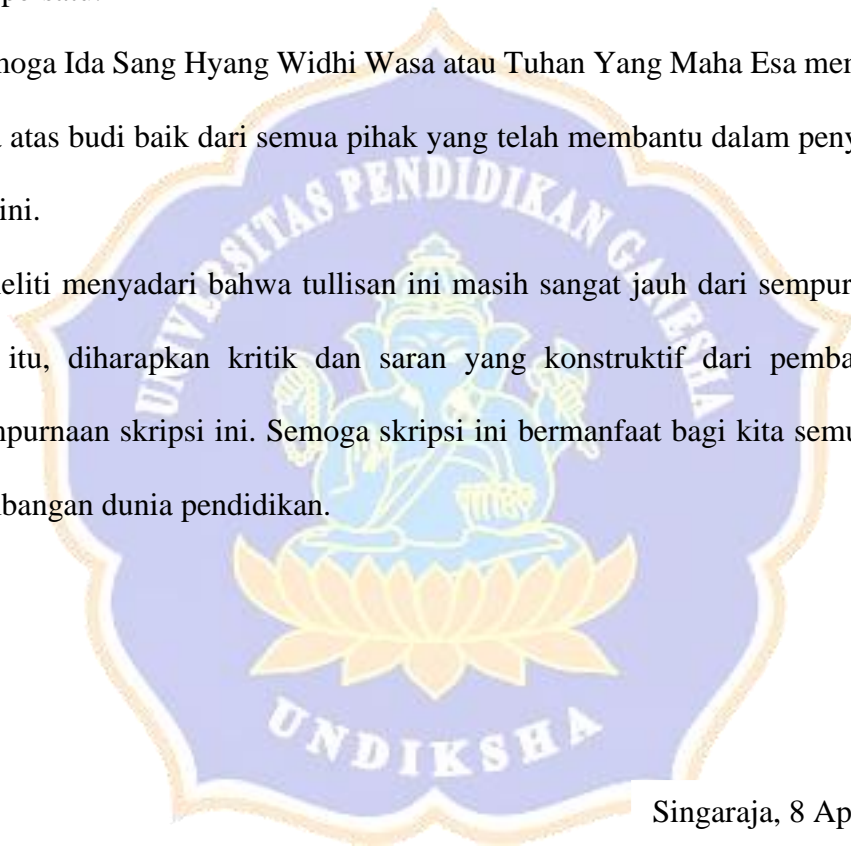 moga Ida Sang Hyang Widhi Wasa atau Tuhan Yang Maha Esa mem
atas budi baik dari semua pihak yang telah membantu dalam peny
ini.
UNIVERSITAS PENDIDIKAN GANESHA
eliti menyadari bahwa tullisan ini masih sangat jauh dari sempur
itu, diharapkan kritik dan saran yang konstruktif dari pemba
mpurnaan skripsi ini. Semoga skripsi ini bermanfaat bagi kita semu
mbangan dunia pendidikan.
UNDIKSHA
Singaraja, 8 Ap